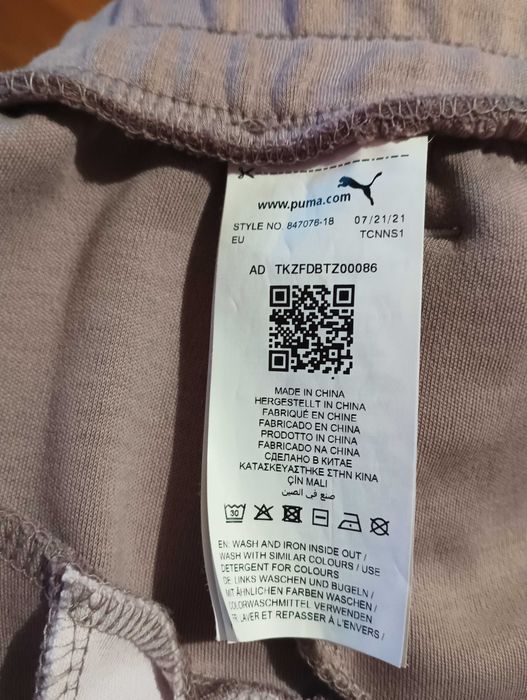 www.puma.com
STYLE NO. 847076-18 07/21/21
EU TCNNS1
AD TKZFDBTZ00086
MADE IN CHINA
HERGESTELLT IN CHINA
FABRIQUÉ EN CHINE
FABRICADO EN CHINA
PRODOTTO IN CHINA
FABRICADO NA CHINA
СДЕЛАНО В КИТАЕ
ΚΑΤΑΣΚΕΥΑΣΤΗΚΕ ΣΤΗΝ ΚΙΝΑ
ÇİN MALI
صنع في الصين
30
EN: WASH AND IRON INSIDE OUT /
WASH WITH SIMILAR COLOURS / USE
DETERGENT FOR COLOURS
DE: LINKS WASCHEN UND BÜGELN /
MIT ÄHNLICHEN FARBEN WASCHEN /
COLORWASCHMITTEL VERWENDEN
FR: LAVER ET REPASSER À L'ENVERS /